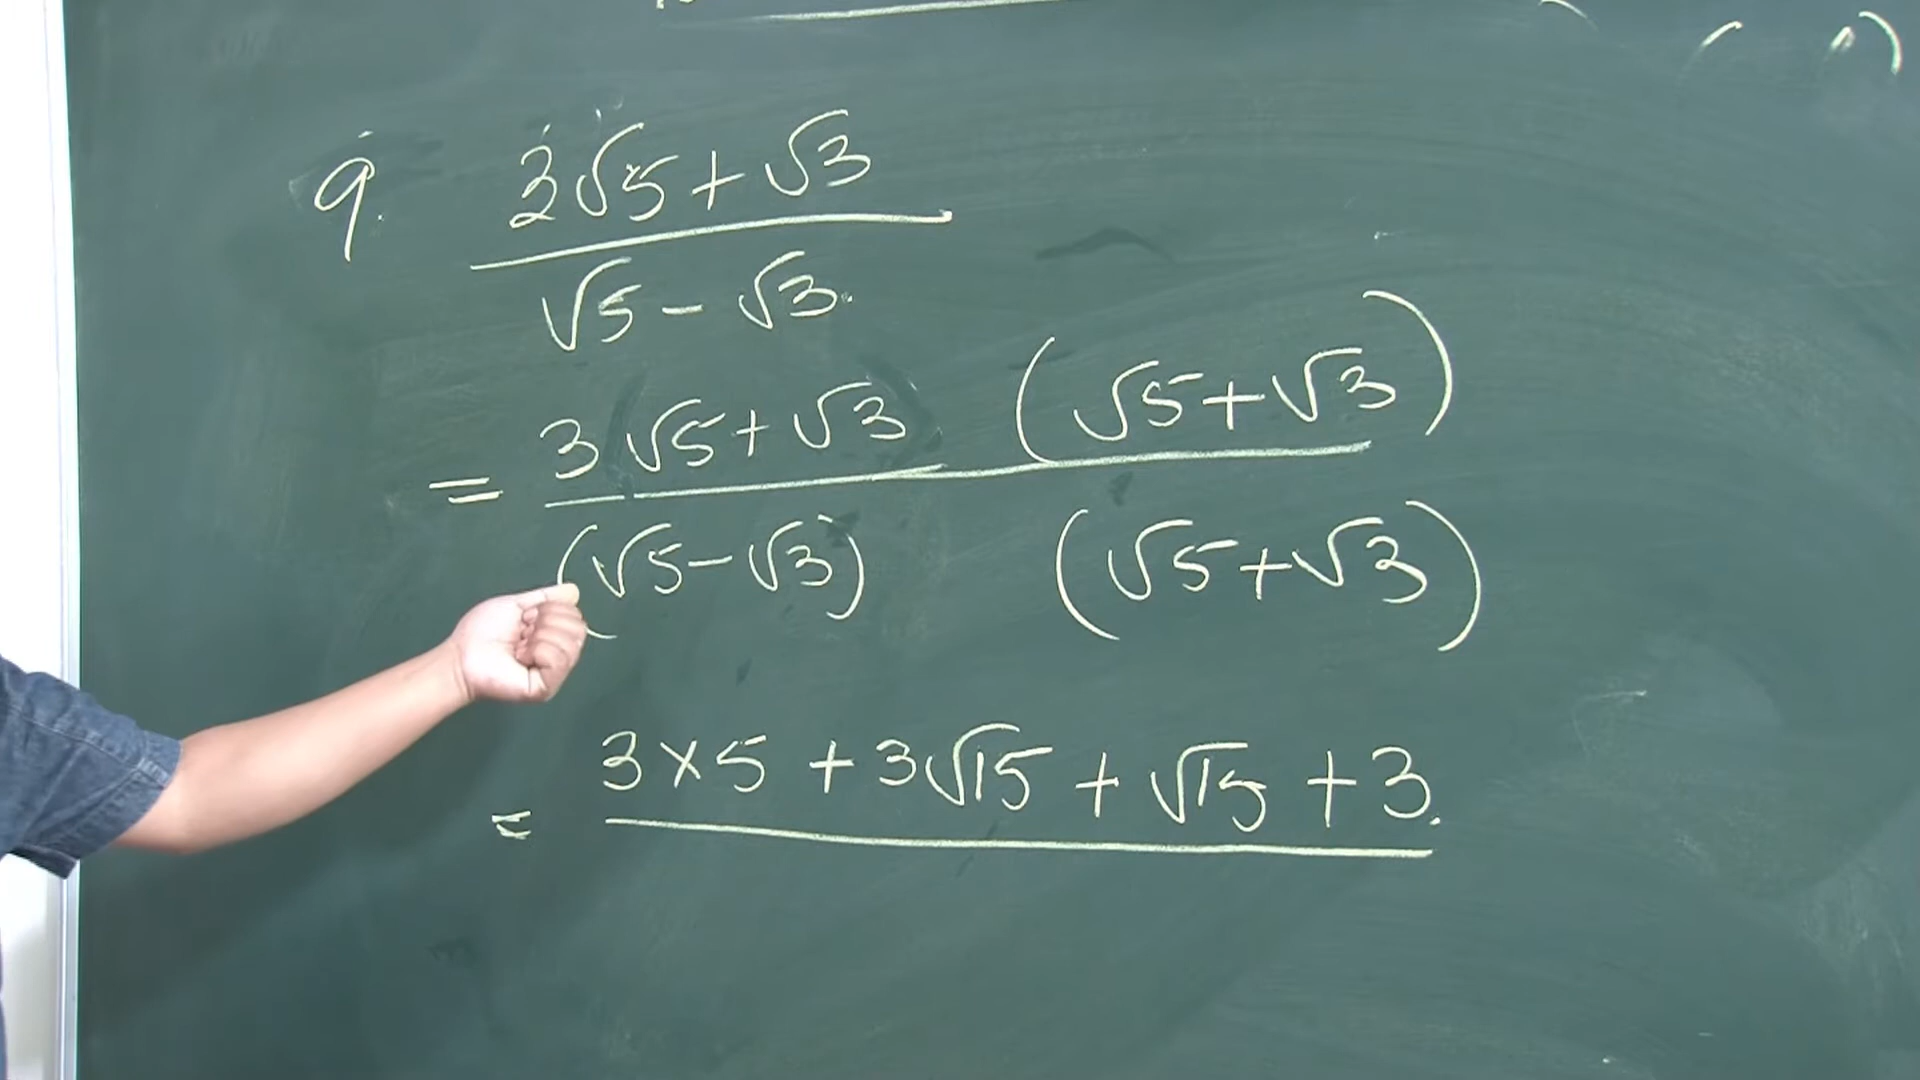 9. 3√5+√3
√5-√3.
= 3√5+√3 (√5+√3)
(√5-√3) (√5+√3)
= 3×5 + 3√15 + √15 + 3.